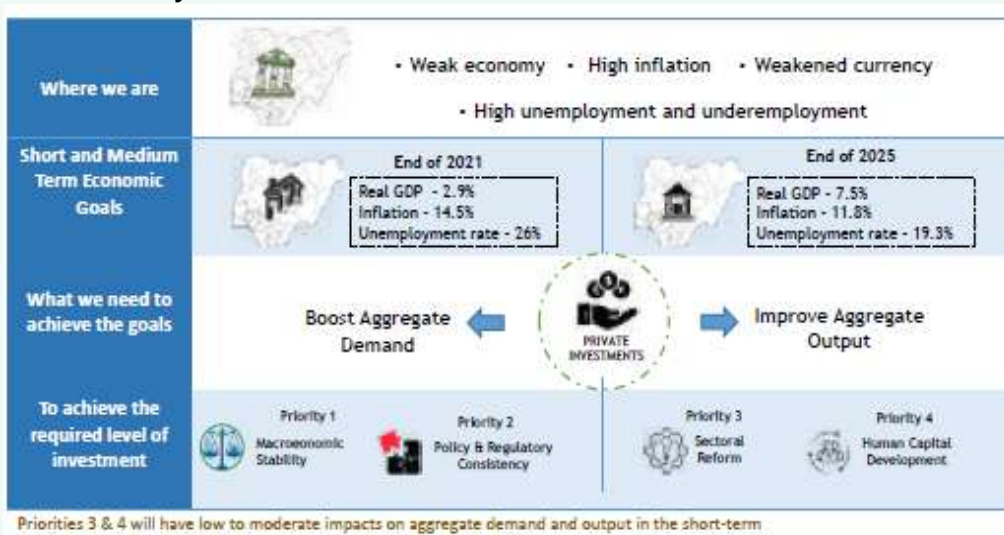 Where we are
• Weak economy • High inflation • Weakened currency
• High unemployment and underemployment
Short and Medium
Term Economic
Goals
End of 2021
Real GDP - 2.9%
Inflation - 14.5%
Unemployment rate - 26%
End of 2025
Real GDP - 7.5%
Inflation - 11.8%
Unemployment rate - 19.3%
What we need to
achieve the goals
Boost Aggregate
Demand
PRIVATE
INVESTMENTS
Improve Aggregate
Output
To achieve the
required level of
investment
Priority 1
Macroeconomic
Stability
Priority 2
Policy & Regulatory
Consistency
Priority 3
Sectoral
Reform
Priority 4
Human Capital
Development
Priorities 3 & 4 will have low to moderate impacts on aggregate demand and output in the short-term